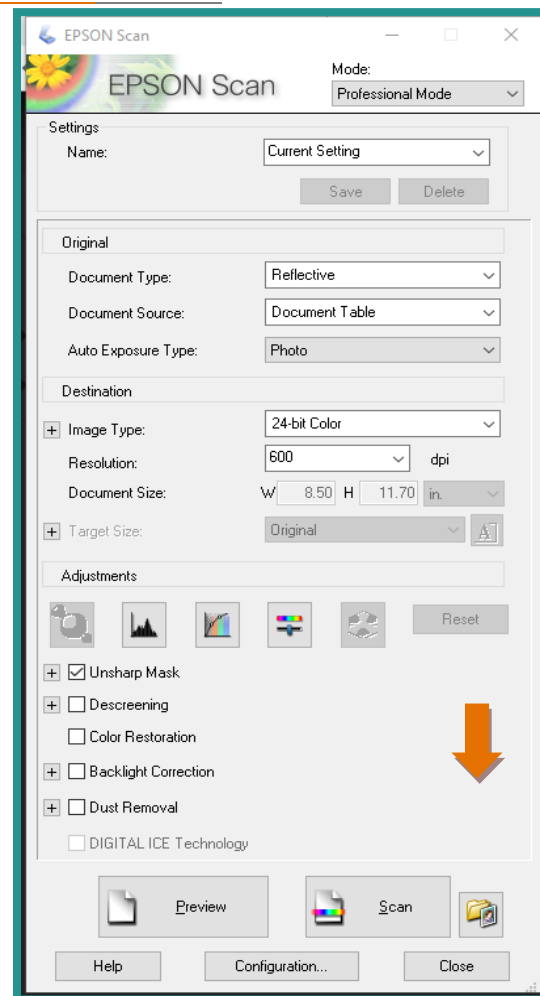 EPSON Scan
EPSON Scan
Mode:
Professional Mode
Settings
Name: Current Setting
Save Delete
Original
Document Type: Reflective
Document Source: Document Table
Auto Exposure Type: Photo
Destination
Image Type: 24-bit Color
Resolution: 600 dpi
Document Size: W 8.50 H 11.70 in.
Target Size: Original A
Adjustments
Reset
Unsharp Mask
Descreening
Color Restoration
Backlight Correction
Dust Removal
DIGITAL ICE Technology
Preview Scan
Help Configuration... Close